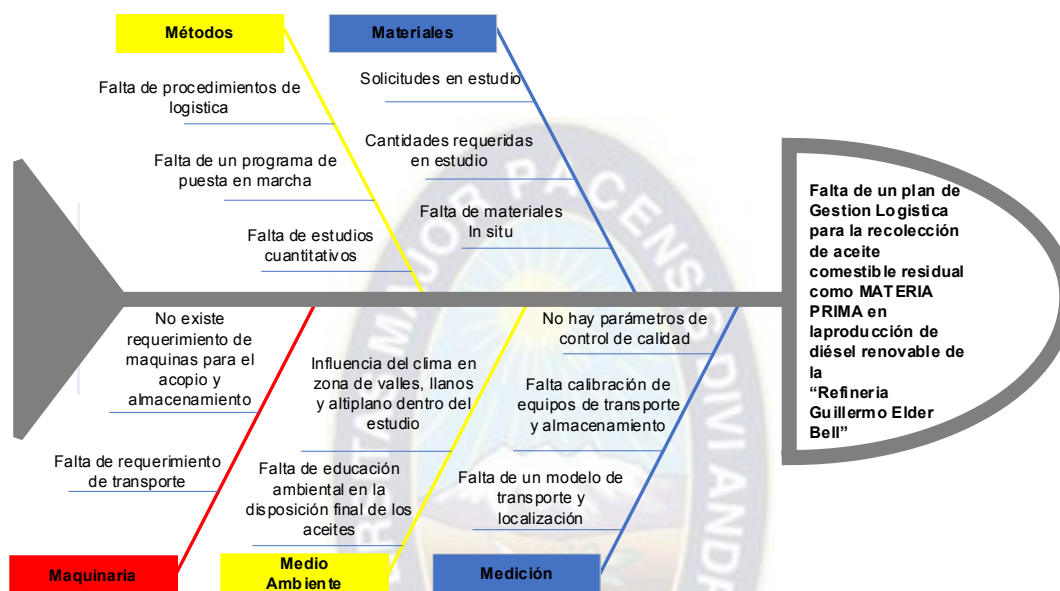 Métodos
Materiales
Falta de procedimientos de
logistica
Falta de un programa de
puesta en marcha
Falta de estudios
cuantitativos
Solicitudes en estudio
Cantidades requeridas
en estudio
Falta de materiales
In situ
Falta de un plan de
Gestion Logistica
para la recolección
de aceite
comestible residual
como MATERIA
PRIMA en
laproducción de
diésel renovable de
la
“Refineria
Guillermo Elder
Bell”
No existe
requerimiento de
maquinas para el
acopio y
almacenamiento
Falta de requerimiento
de transporte
Influencia del clima en
zona de valles, llanos
y altiplano dentro del
estudio
Falta de educación
ambiental en la
disposición final de los
aceites
No hay parámetros de
control de calidad
Falta calibración de
equipos de transporte
y almacenamiento
Falta de un modelo de
transporte y
localización
Maquinaria
Medio
Ambiente
Medición
MAJOR PACENSIS DIVI ANDR